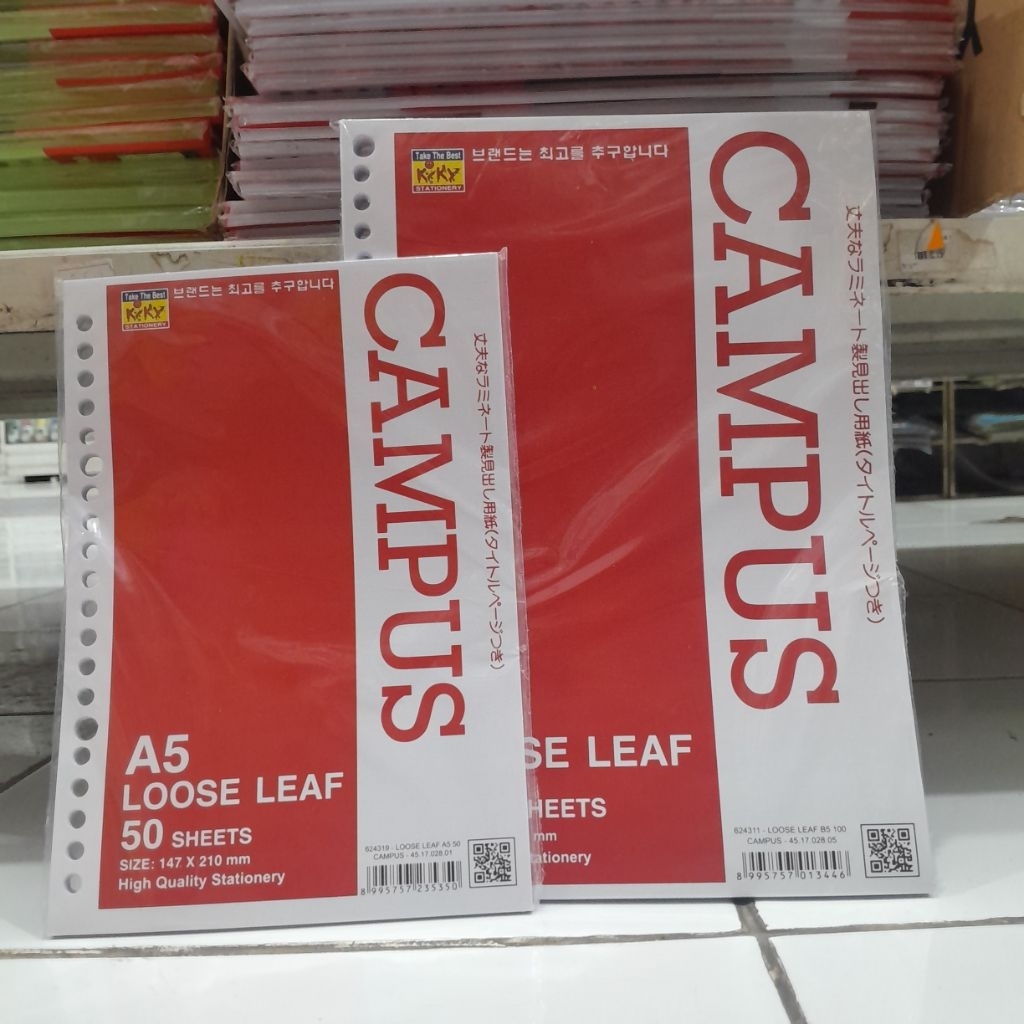 Take The Best
KiKY
STATIONERY
브랜드는 최고를 추구합니다
CAMPUS
丈夫なラミネート製見出し用紙(タイトルページつき)
A5
LOOSE LEAF
50 SHEETS
SIZE: 147 X 210 mm
High Quality Stationery
624319 - LOOSE LEAF A5 50
CAMPUS - 45.17.028.01
8 995757 235350
Take The Best
KiKY
STATIONERY
브랜드는 최고를 추구합니다
CAMPUS
丈夫なラミネート製見出し用紙(タイトルページつき)
SE LEAF
HEETS
mm
tationery
624311 - LOOSE LEAF B5 100
CAMPUS - 45.17.028.05
8 995757 013446